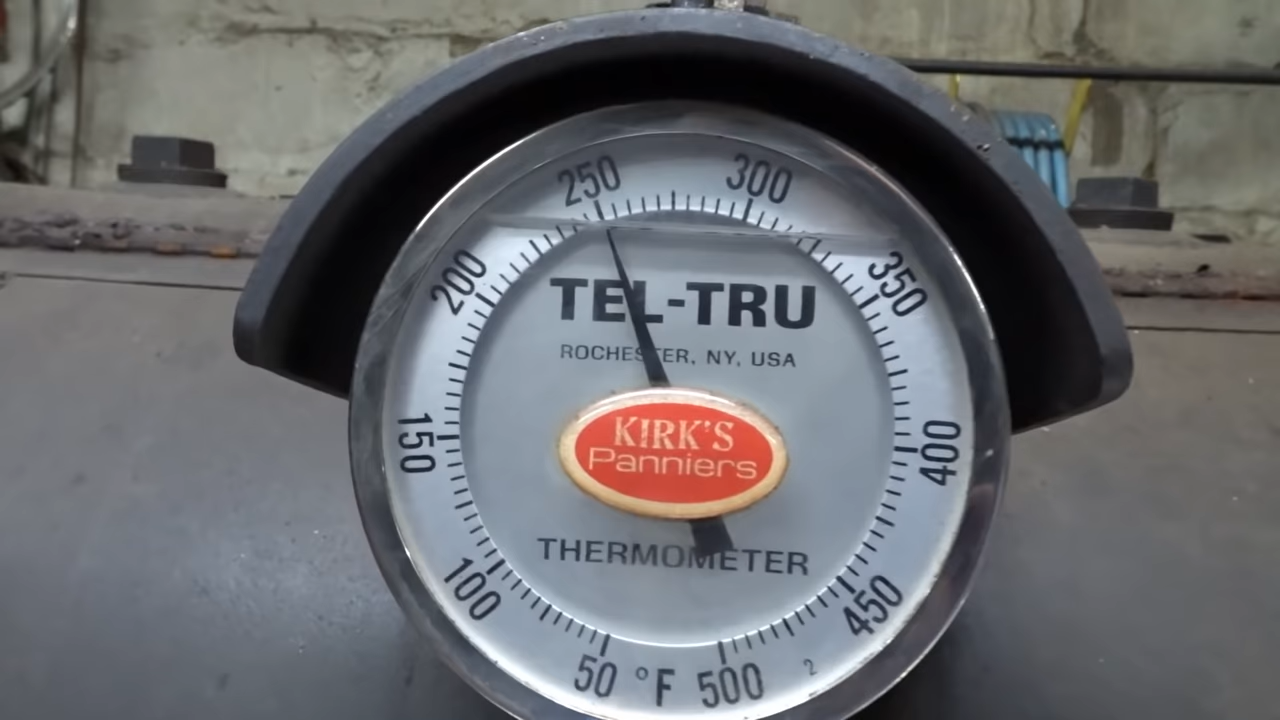 250 300
200 350
TEL-TRU
ROCHESTER, NY, USA
150 400
KIRK'S
Panniers
THERMOMETER
100 450
50 °F 500 2